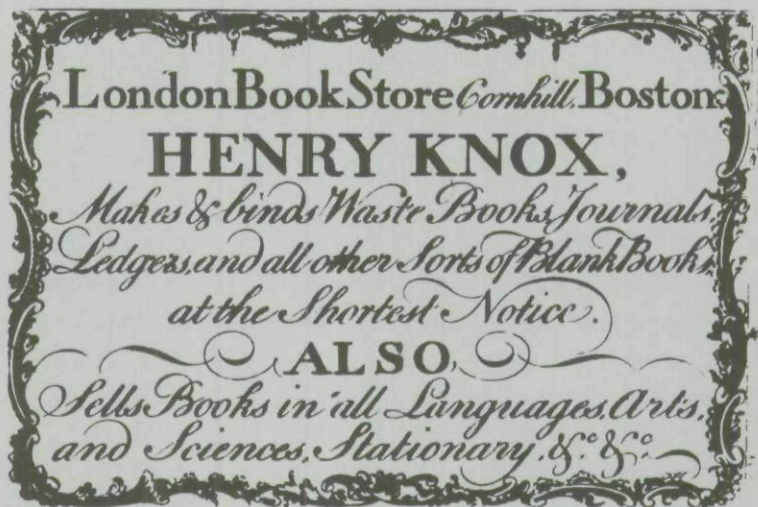 London Book Store Cornhill, Boston.
HENRY KNOX,
Makes & binds Waste Books, Journals,
Ledgers, and all other Sorts of Blank Books,
at the Shortest Notice.
ALSO,
Sells Books in all Languages, Arts,
and Sciences, Stationary, &c. &c.